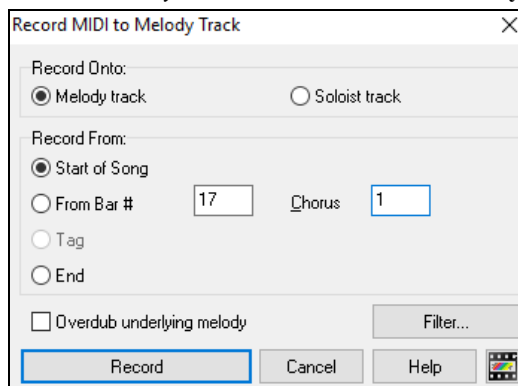 Record MIDI to Melody Track
Record Onto:
Melody track Soloist track
Record From:
Start of Song
From Bar # 17 Chorus 1
Tag
End
Overdub underlying melody Filter...
Record Cancel Help